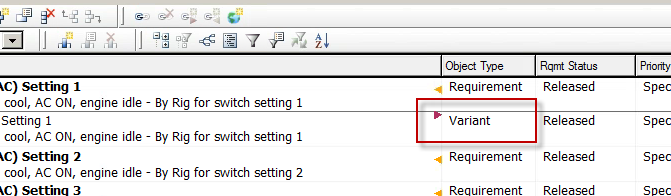 Object Type Rqmt Status Priority
AC) Setting 1 Requirement Released Spec
cool, AC ON, engine idle - By Rig for switch setting 1
Setting 1 Variant Released Spec
cool, AC ON, engine idle - By Rig for switch setting 1
AC) Setting 2 Requirement Released Spec
cool, AC ON, engine idle - By Rig for switch setting 2
AC) Setting 3 Requirement Released Spec